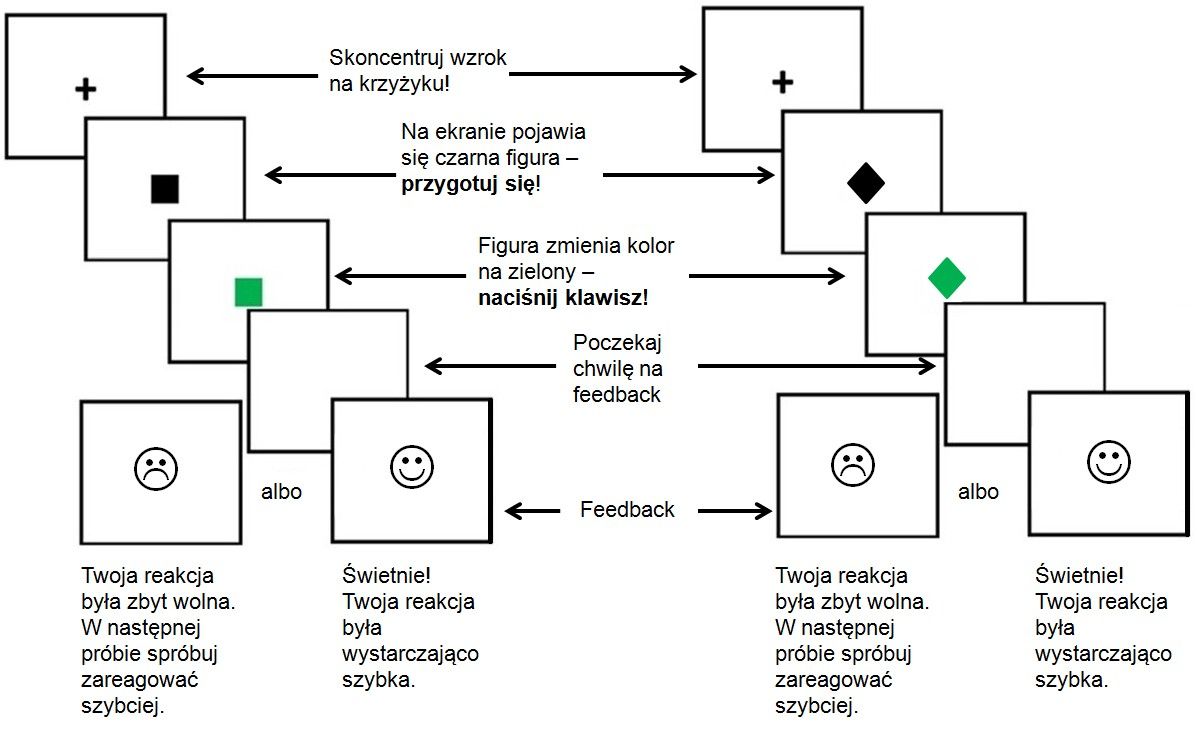 Skoncentruj wzrok
na krzyżyku!
Na ekranie pojawia
się czarna figura –
przygotuj się!
Figura zmienia kolor
na zielony –
naciśnij klawisz!
Poczekaj
chwilę na
feedback
albo
Feedback
albo
Twoja reakcja
była zbyt wolna.
W następnej
próbie spróbuj
zareagować
szybciej.
Świetnie!
Twoja reakcja
była
wystarczająco
szybka.
Twoja reakcja
była zbyt wolna.
W następnej
próbie spróbuj
zareagować
szybciej.
Świetnie!
Twoja reakcja
była
wystarczająco
szybka.